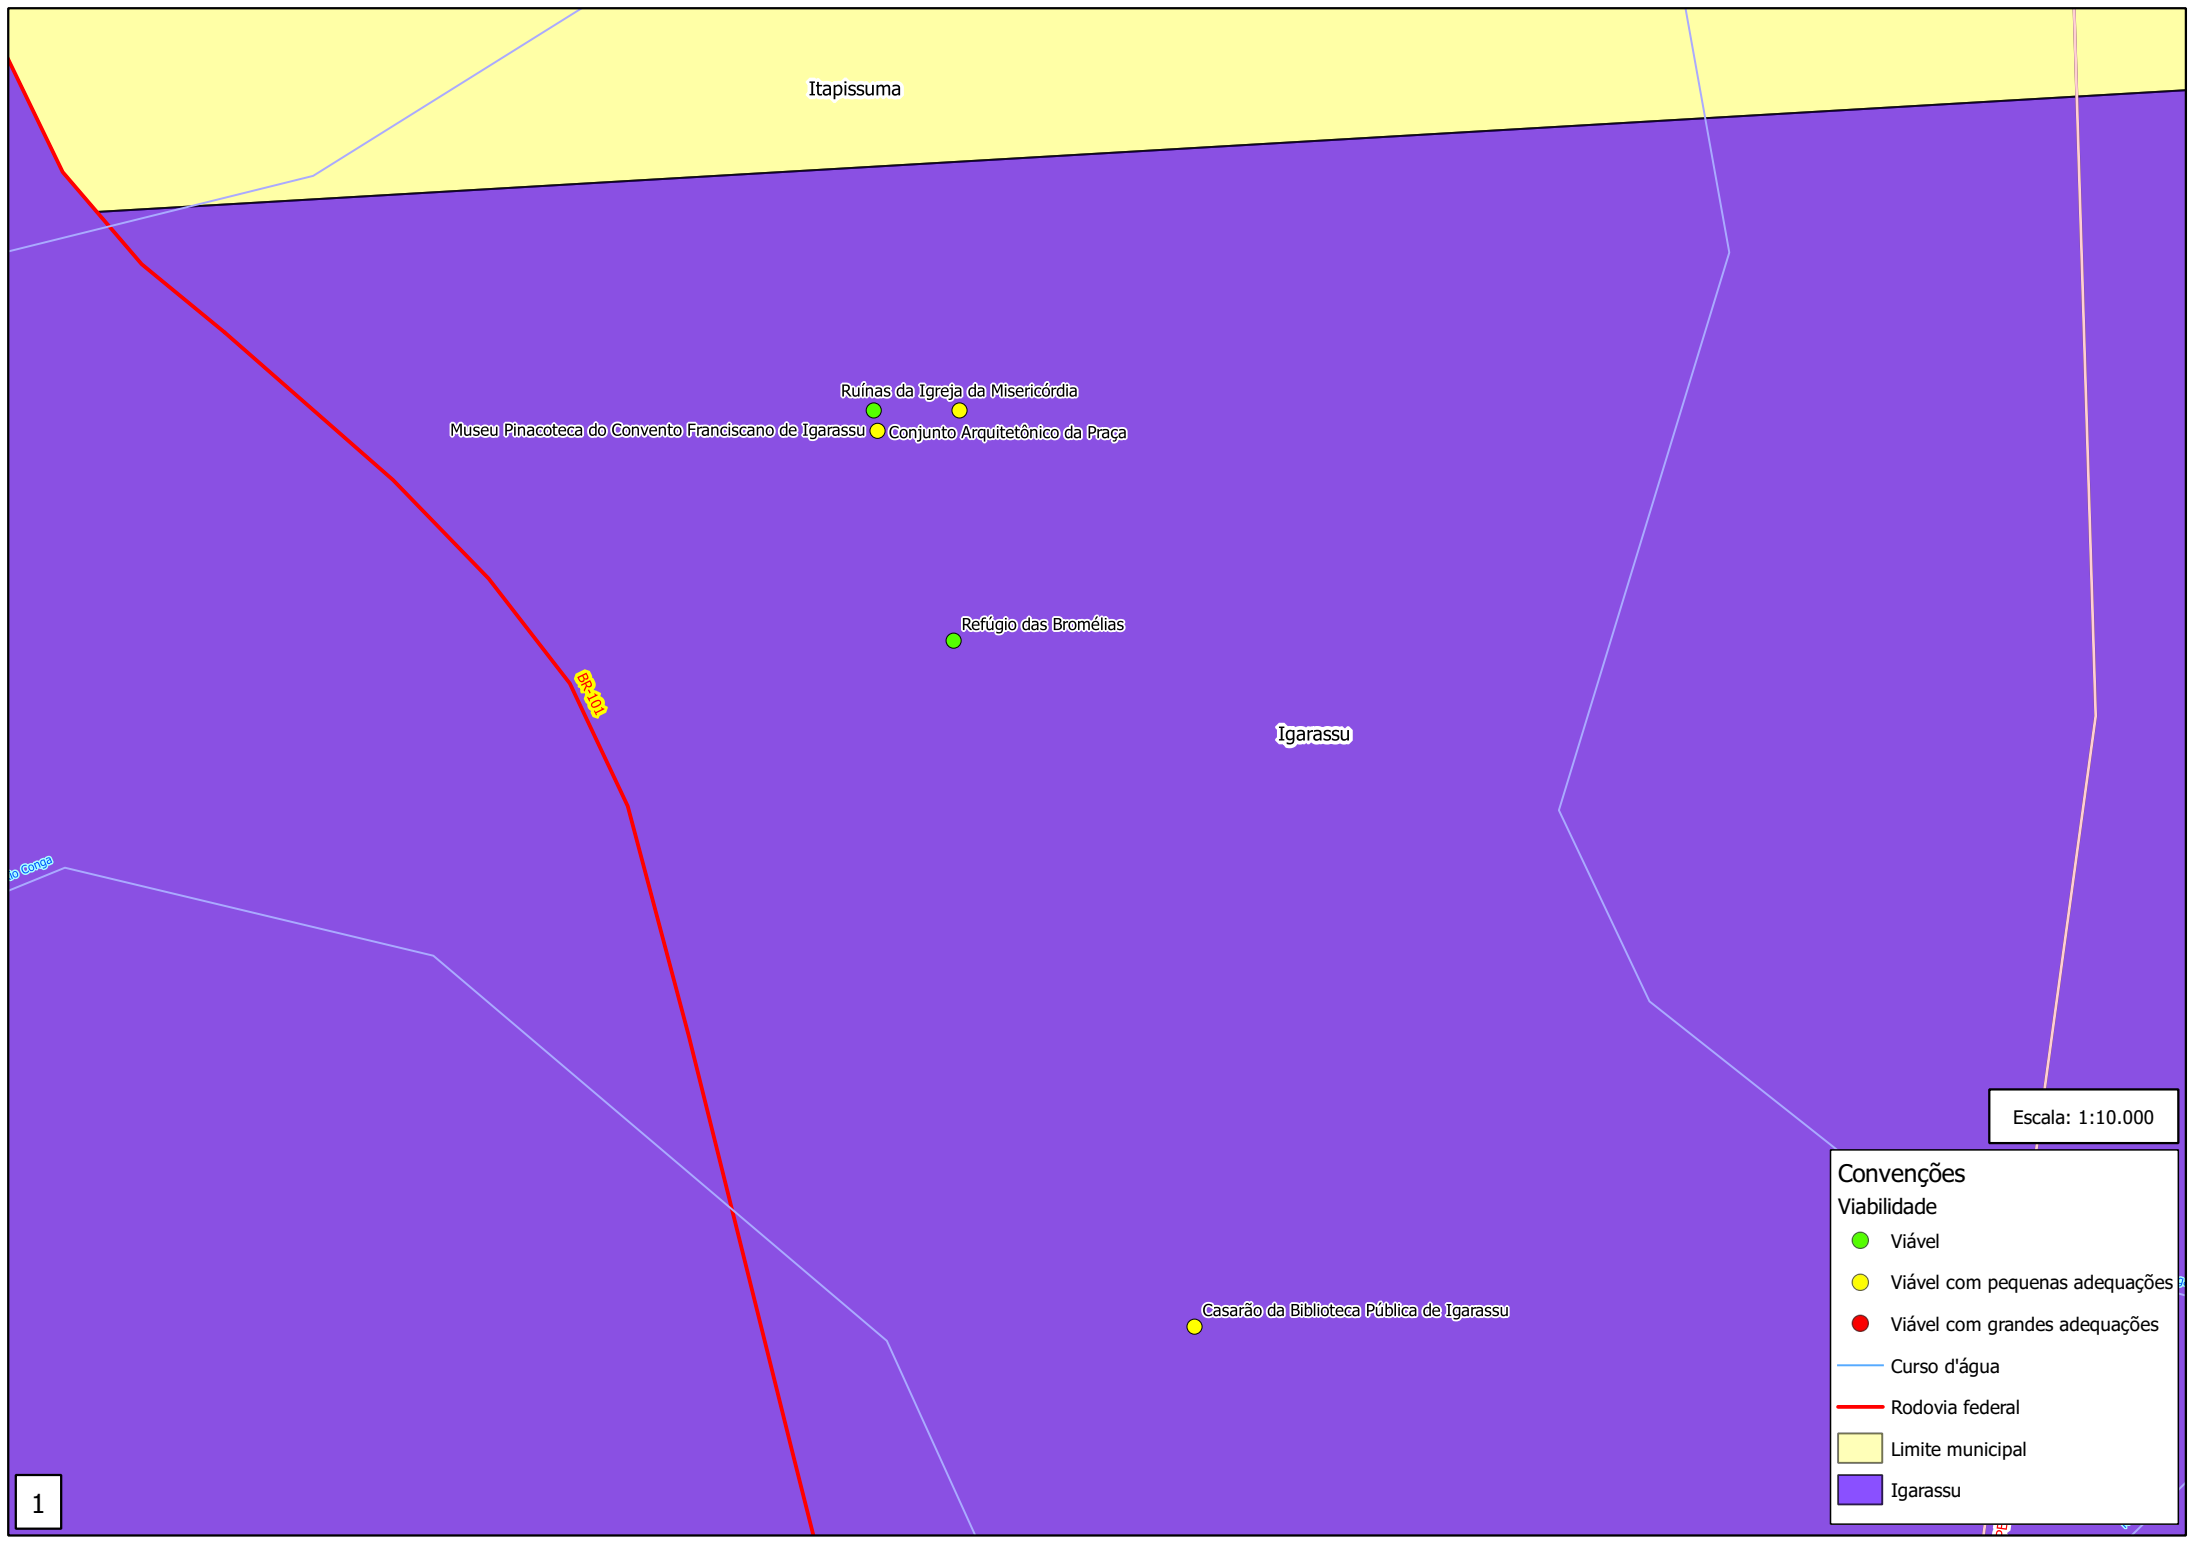 Itapissuma
Ruínas da Igreja da Misericórdia
Museu Pinacoteca do Convento Franciscano de Igarassu
Conjunto Arquitetônico da Praça
Refúgio das Bromélias
BR-101
Igarassu
do Conga
Escala: 1:10.000
Convenções
Viabilidade
Viável
Viável com pequenas adequações
Viável com grandes adequações
Casarão da Biblioteca Pública de Igarassu
Curso d'água
Rodovia federal
Limite municipal
Igarassu
1